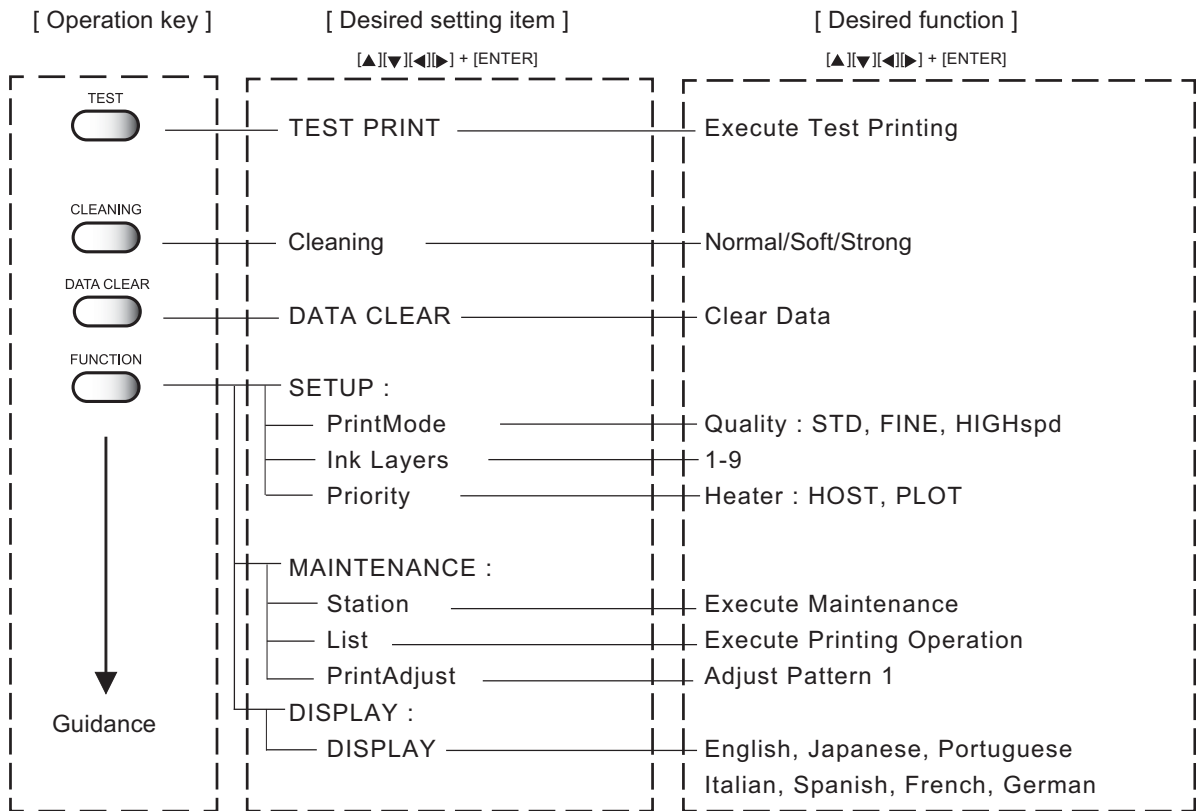 [ Operation key ] [ Desired setting item ] [ Desired function ]
[▲][▼][◀][▶] + [ENTER] [▲][▼][◀][▶] + [ENTER]
TEST
TEST PRINT Execute Test Printing
CLEANING
Cleaning Normal/Soft/Strong
DATA CLEAR
DATA CLEAR Clear Data
FUNCTION
SETUP :
PrintMode Quality : STD, FINE, HIGHspd
Ink Layers 1-9
Priority Heater : HOST, PLOT
MAINTENANCE :
Station Execute Maintenance
List Execute Printing Operation
PrintAdjust Adjust Pattern 1
Guidance DISPLAY :
DISPLAY English, Japanese, Portuguese
Italian, Spanish, French, German